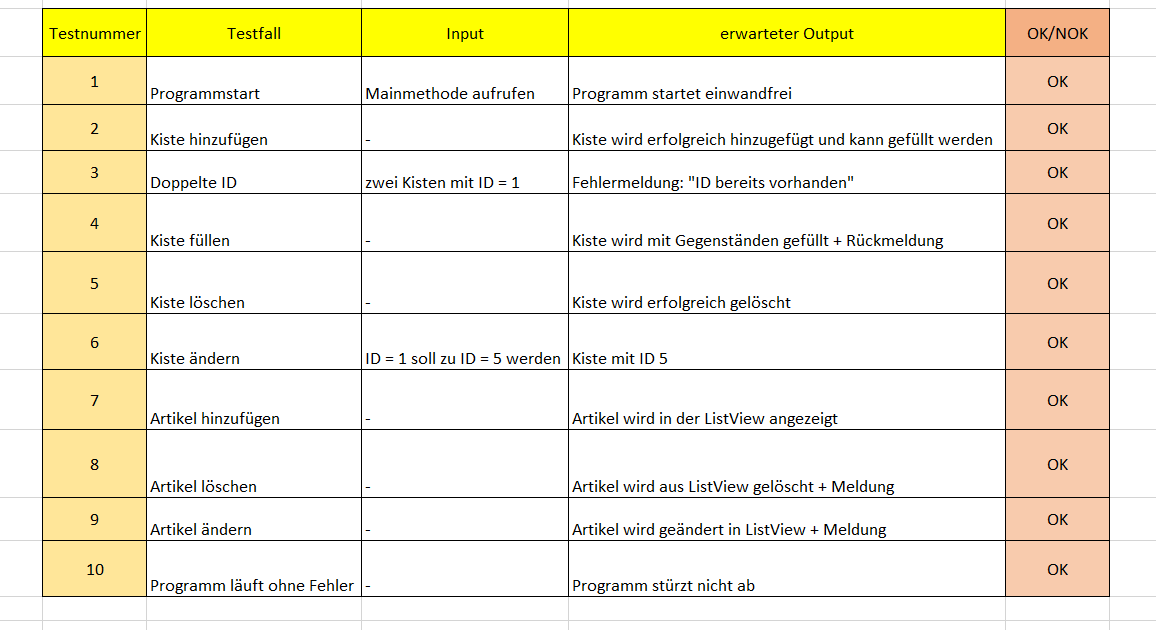 Testnummer Testfall Input erwarteter Output OK/NOK
1 Programmstart Mainmethode aufrufen Programm startet einwandfrei OK
2 Kiste hinzufügen - Kiste wird erfolgreich hinzugefügt und kann gefüllt werden OK
3 Doppelte ID zwei Kisten mit ID = 1 Fehlermeldung: "ID bereits vorhanden" OK
4 Kiste füllen - Kiste wird mit Gegenständen gefüllt + Rückmeldung OK
5 Kiste löschen - Kiste wird erfolgreich gelöscht OK
6 Kiste ändern ID = 1 soll zu ID = 5 werden Kiste mit ID 5 OK
7 Artikel hinzufügen - Artikel wird in der ListView angezeigt OK
8 Artikel löschen - Artikel wird aus ListView gelöscht + Meldung OK
9 Artikel ändern - Artikel wird geändert in ListView + Meldung OK
10 Programm läuft ohne Fehler - Programm stürzt nicht ab OK